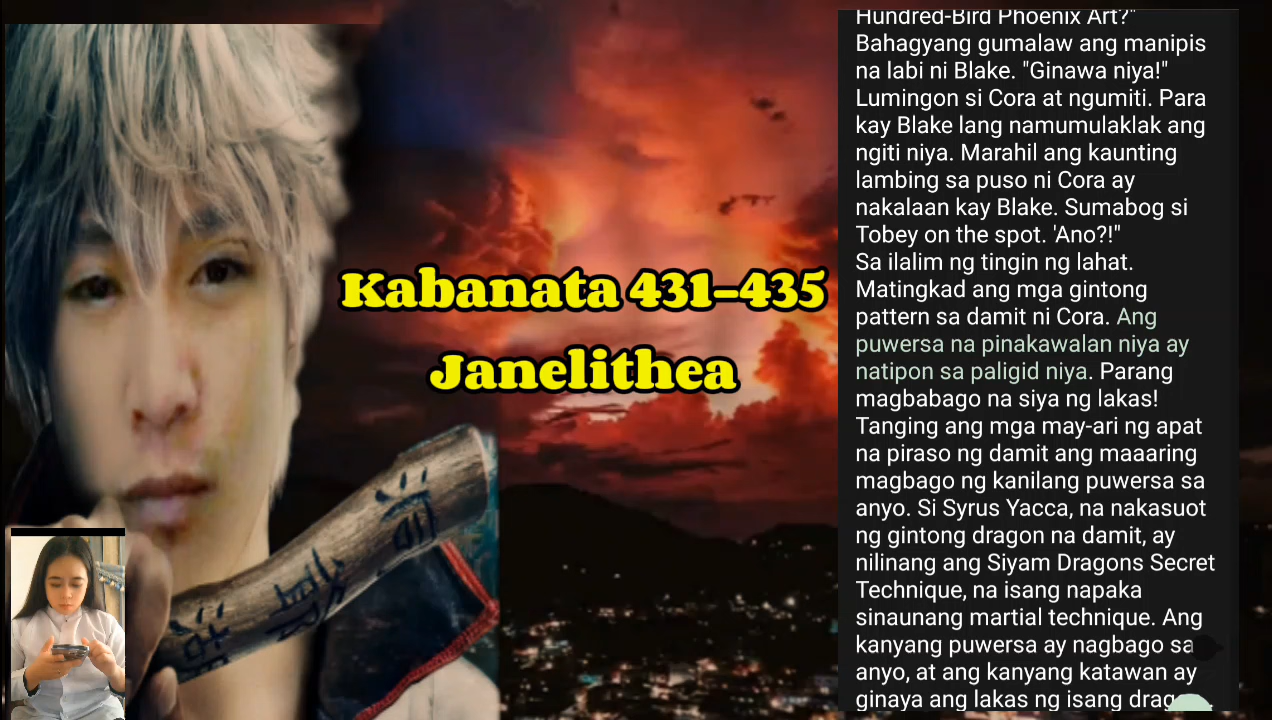 Kabanata 431-435
Janelithea
Hundred-Bird Phoenix Art?"
Bahagyang gumalaw ang manipis
na labi ni Blake. "Ginawa niya!"
Lumingon si Cora at ngumiti. Para
kay Blake lang namumulaklak ang
ngiti niya. Marahil ang kaunting
lambing sa puso ni Cora ay
nakalaan kay Blake. Sumabog si
Tobey on the spot. 'Ano?!"
Sa ilalim ng tingin ng lahat.
Matingkad ang mga gintong
pattern sa damit ni Cora. Ang
puwersa na pinakawalan niya ay
natipon sa paligid niya. Parang
magbabago na siya ng lakas!
Tanging ang mga may-ari ng apat
na piraso ng damit ang maaaring
magbago ng kanilang puwersa sa
anyo. Si Syrus Yacca, na nakasuot
ng gintong dragon na damit, ay
nilinang ang Siyam Dragons Secret
Technique, na isang napaka
sinaunang martial technique. Ang
kanyang puwersa ay nagbago sa
anyo, at ang kanyang katawan ay
ginaya ang lakas ng isang